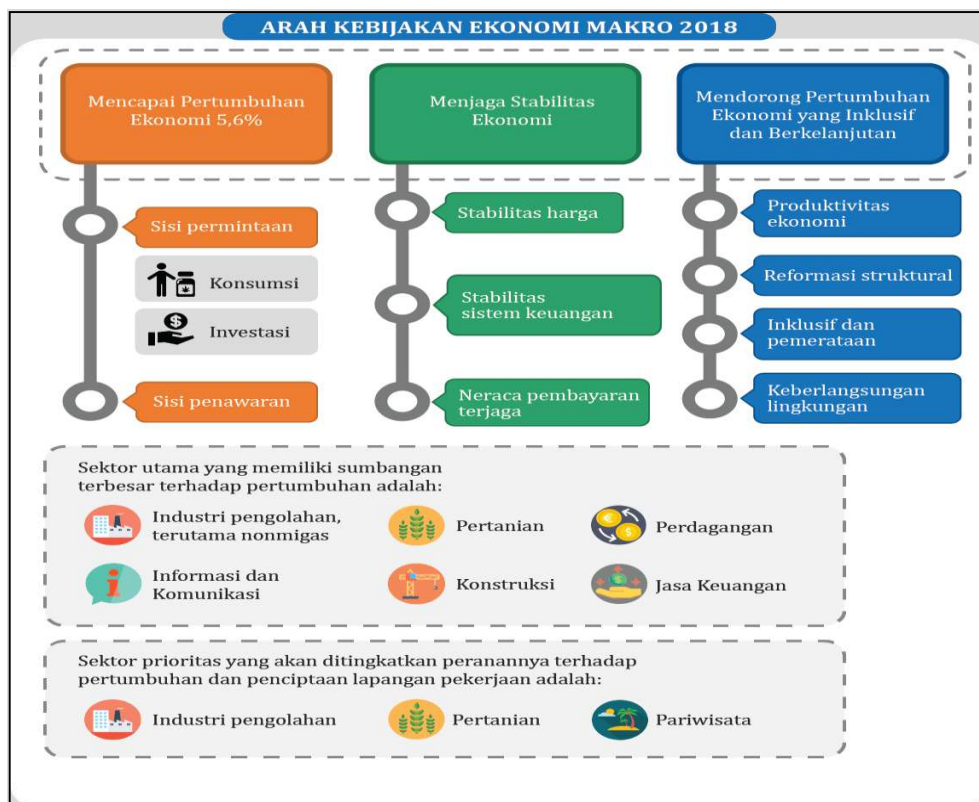 ARAH KEBIJAKAN EKONOMI MAKRO 2018
Mencapai Pertumbuhan
Ekonomi 5,6%
Sisi permintaan
Konsumsi
Investasi
Sisi penawaran
Menjaga Stabilitas
Ekonomi
Stabilitas harga
Stabilitas
sistem keuangan
Neraca pembayaran
terjaga
Mendorong Pertumbuhan
Ekonomi yang Inklusif
dan Berkelanjutan
Produktivitas
ekonomi
Reformasi struktural
Inklusif dan
pemerataan
Keberlangsungan
lingkungan
Sektor utama yang memiliki sumbangan
terbesar terhadap pertumbuhan adalah:
Industri pengolahan,
terutama nonmigas
Pertanian
Perdagangan
Informasi dan
Komunikasi
Konstruksi
Jasa Keuangan
Sektor prioritas yang akan ditingkatkan peranannya terhadap
pertumbuhan dan penciptaan lapangan pekerjaan adalah:
Industri pengolahan
Pertanian
Pariwisata